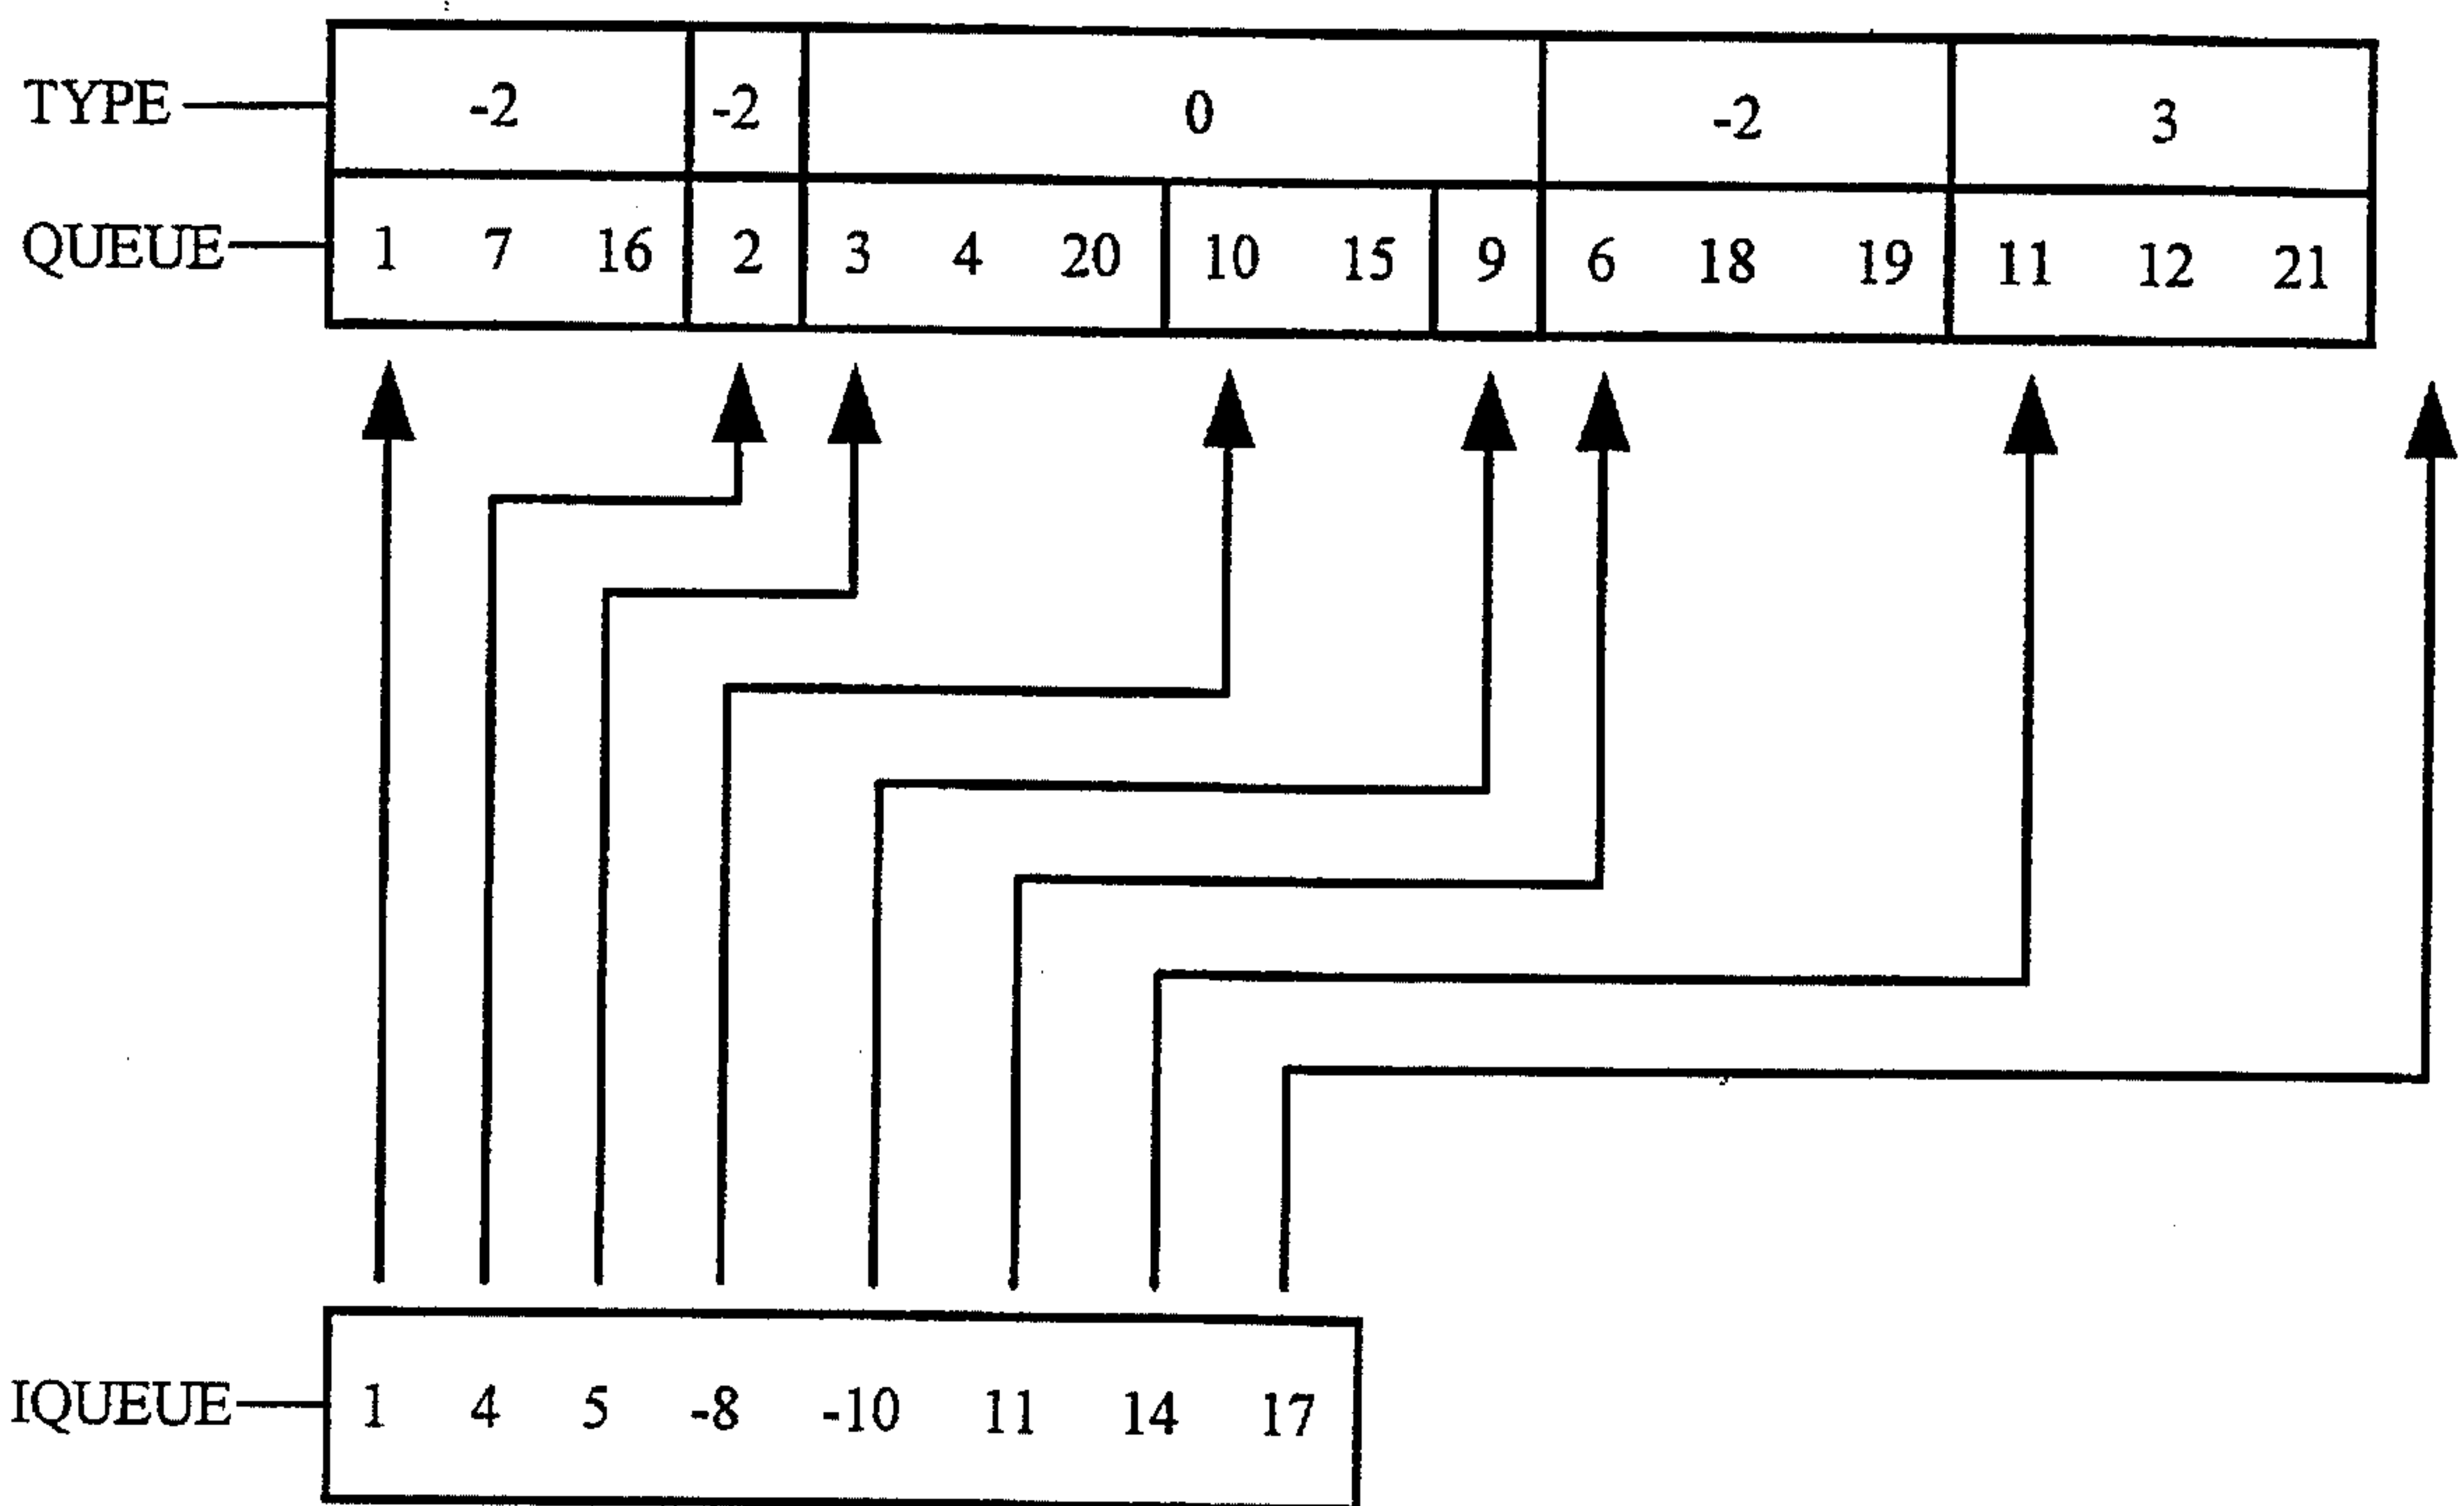 TYPE -2 -2 0 -2 3
QUEUE 1 7 16 2 3 4 20 10 15 9 6 18 19 11 12 21
IQUEUE 1 4 5 -8 -10 11 14 17